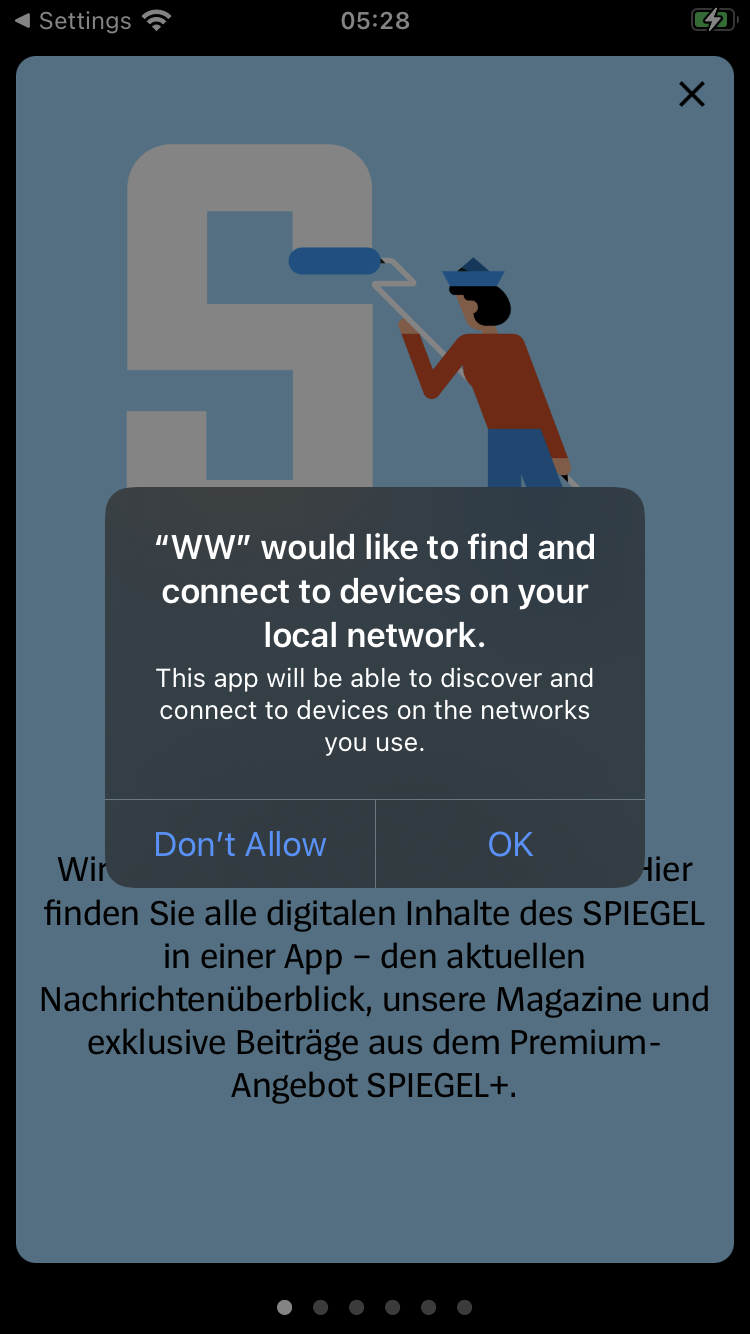 Settings
05:28
“WW” would like to find and
connect to devices on your
local network.
This app will be able to discover and
connect to devices on the networks
you use.
Don’t Allow
OK
Hier
finden Sie alle digitalen Inhalte des SPIEGEL
in einer App – den aktuellen
Nachrichtenüberblick, unsere Magazine und
exklusive Beiträge aus dem Premium-
Angebot SPIEGEL+.